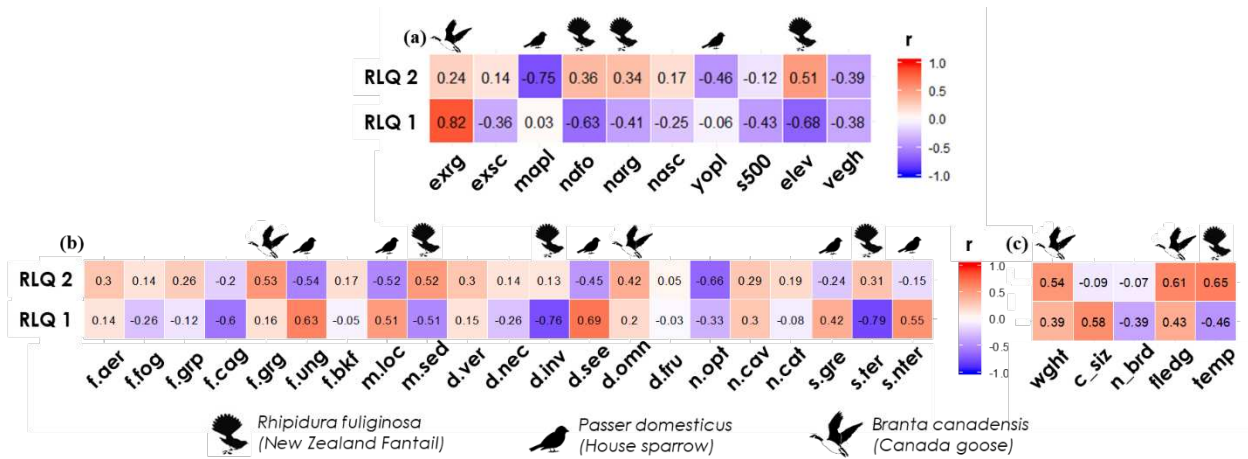 (a)
r
RLQ 2 0.24 0.14 -0.75 0.36 0.34 0.17 -0.46 -0.12 0.51 -0.39
RLQ 1 0.82 -0.36 0.03 -0.63 -0.41 -0.25 -0.06 -0.43 -0.68 -0.38
exrg exsc mapl nafo narg nasc yopl s500 elev vegh
1.0
0.5
0.0
-0.5
-1.0
(b)
r
RLQ 2 0.3 0.14 0.26 -0.2 0.53 -0.54 0.17 -0.52 0.52 0.3 0.14 0.13 -0.45 0.42 0.05 -0.66 0.29 0.19 -0.24 0.31 -0.15
RLQ 1 0.14 -0.26 -0.12 -0.6 0.16 0.63 -0.05 0.51 -0.51 0.15 -0.26 -0.76 0.69 0.2 -0.03 -0.33 0.3 -0.08 0.42 -0.79 0.55
f.aer f.fog f.grp f.cag f.grg f.ung f.bkf m.loc m.sed d.ver d.nec d.inv d.see d.omn d.fru n.opt n.cav n.cat s.gre s.ter s.nter
1.0
0.5
0.0
-0.5
-1.0
(c)
0.54 -0.09 -0.07 0.61 0.65
0.39 0.58 -0.39 0.43 -0.46
wght c_siz n_brd fledg temp
Rhipidura fuliginosa
(New Zealand Fantail)
Passer domesticus
(House sparrow)
Branta canadensis
(Canada goose)